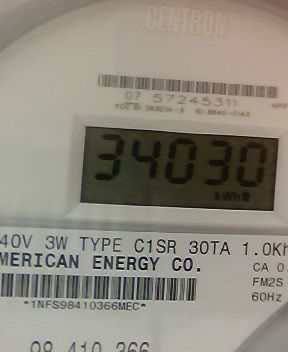 CENTRON
07 57245311
34030
kWh
40V 3W TYPE C1SR 30TA 1.0Kh
MERICAN ENERGY CO.
CA 0.
FM2S
*1NFS98410366MEC*
60Hz
98 410 366